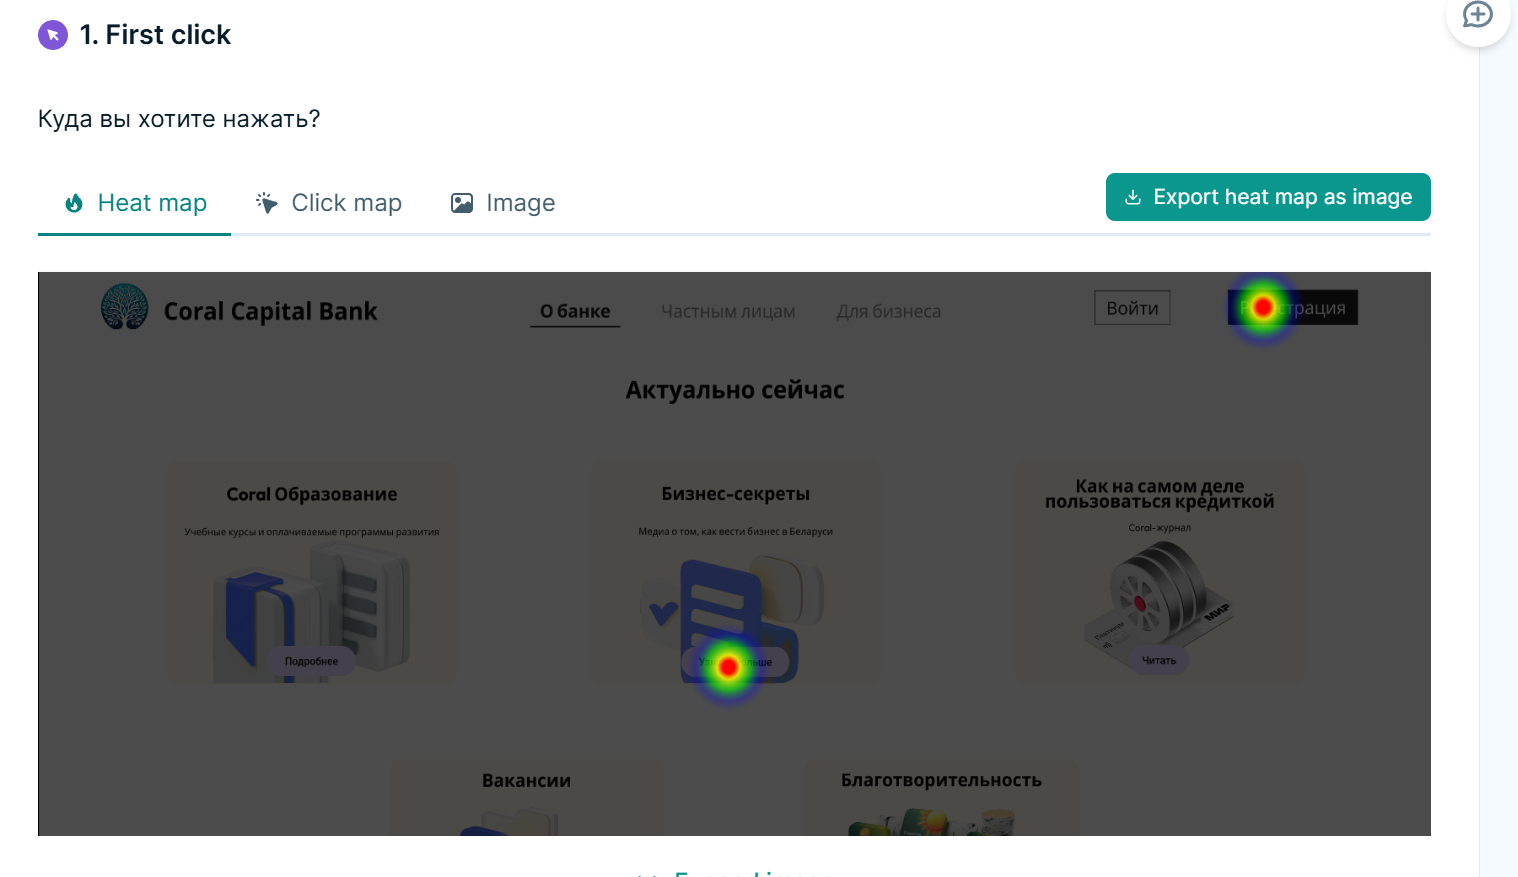 1. First click
Куда вы хотите нажать?
Heat map
Click map
Image
Export heat map as image
Coral Capital Bank
О банке
Частным лицам
Для бизнеса
Войти
Актуально сейчас
Coral Образование
Учебные курсы и оплачиваемые программы развития
Подробнее
Бизнес-секреты
Медиа о том, как вести бизнес в Беларуси
Как на самом деле
пользоваться кредиткой
Coral-журнал
МИР
Читать
Вакансии
Благотворительность